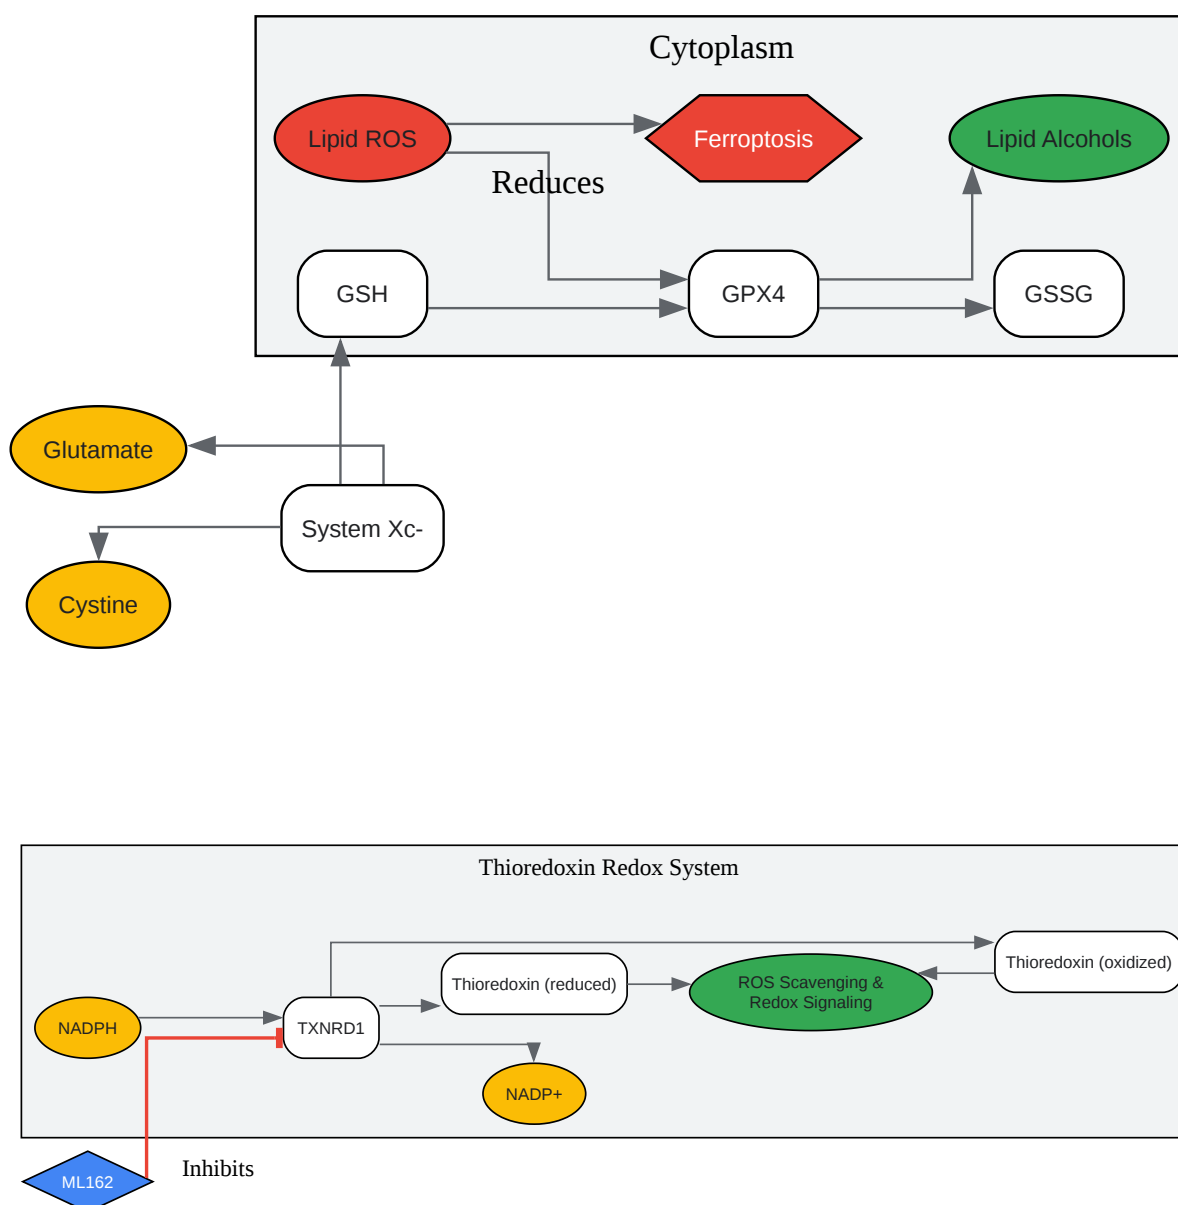 Cytoplasm
Lipid ROS
Ferroptosis
Lipid Alcohols
Reduces
GSH
GPX4
GSSG
Glutamate
System Xc-
Cystine
Thioredoxin Redox System
Thioredoxin (reduced)
ROS Scavenging &
Redox Signaling
Thioredoxin (oxidized)
NADPH
TXNRD1
NADP+
ML162
Inhibits